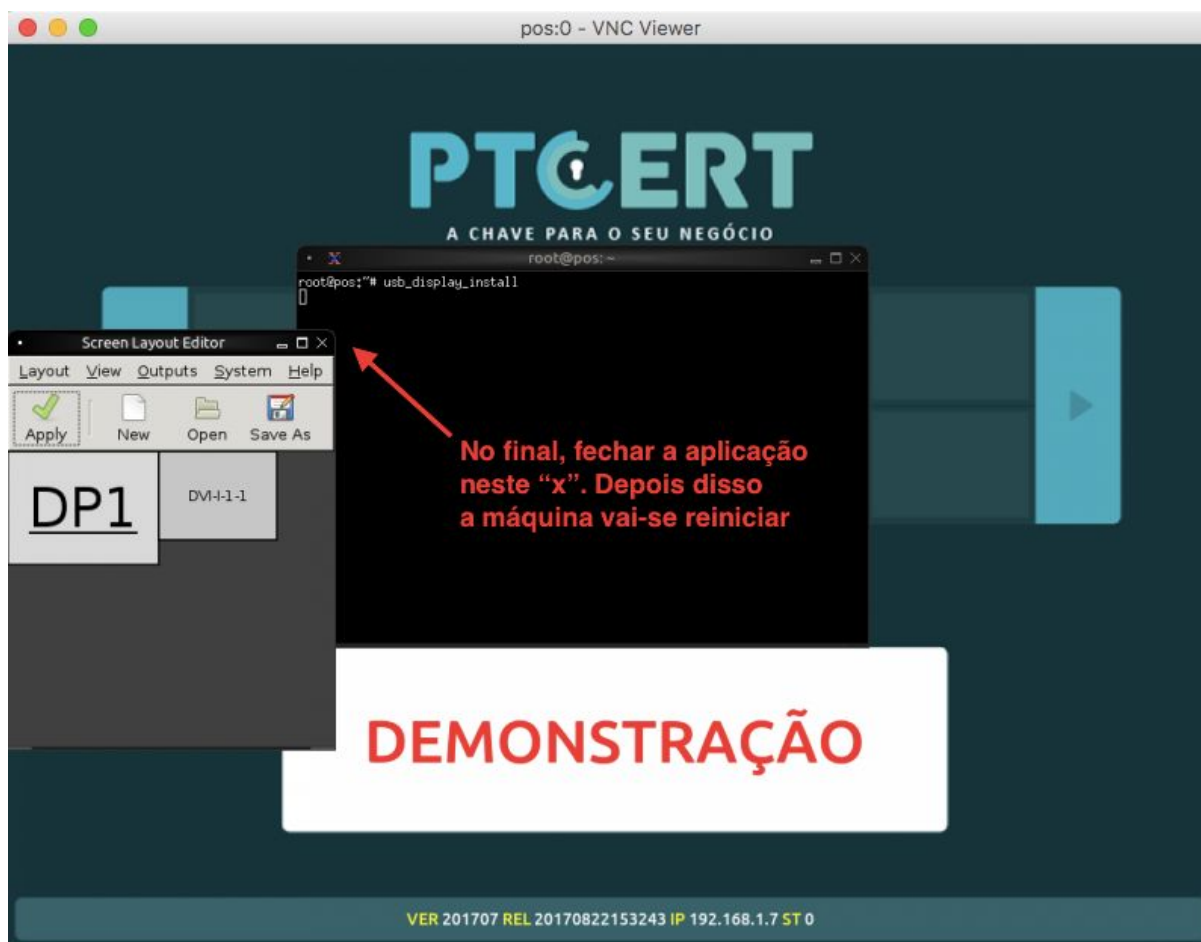 pos:0 - VNC Viewer
PTCERT
A CHAVE PARA O SEU NEGÓCIO
root@pos: ~
root@pos:~# usb_display_install
Screen Layout Editor
Layout View Outputs System Help
Apply New Open Save As
DP1
DVI-I-1-1
No final, fechar a aplicação
neste “x”. Depois disso
a máquina vai-se reiniciar
DEMONSTRAÇÃO
VER 201707 REL 20170822153243 IP 192.168.1.7 ST 0